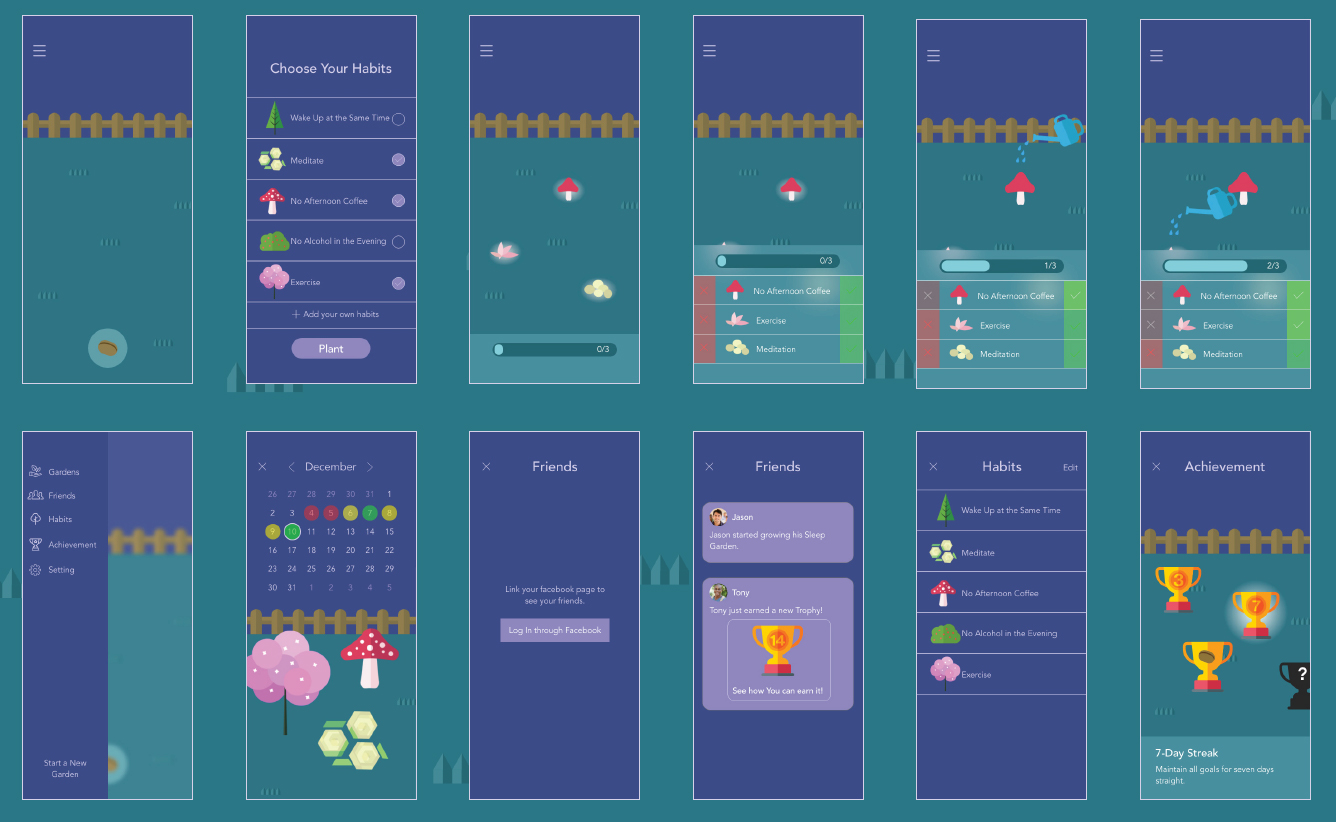 Choose Your Habits
Wake Up at the Same Time
Meditate
No Afternoon Coffee
No Alcohol in the Evening
Exercise
+ Add your own habits
Plant
0/3
0/3
No Afternoon Coffee
Exercise
Meditation
1/3
No Afternoon Coffee
Exercise
Meditation
2/3
No Afternoon Coffee
Exercise
Meditation
Gardens
Friends
Habits
Achievement
Setting
Start a New
Garden
December
26 27 28 29 30 31 1
2 3 4 5 6 7 8
9 10 11 12 13 14 15
16 17 18 19 20 21 22
23 24 25 26 27 28 29
30 31 1 2 3 4 5
Friends
Link your facebook page to
see your friends.
Log In through Facebook
Friends
Jason
Jason started growing his Sleep
Garden.
Tony
Tony just earned a new Trophy!
14
See how You can earn it!
Habits
Edit
Wake Up at the Same Time
Meditate
No Afternoon Coffee
No Alcohol in the Evening
Exercise
Achievement
3
7
?
7-Day Streak
Maintain all goals for seven days
straight.